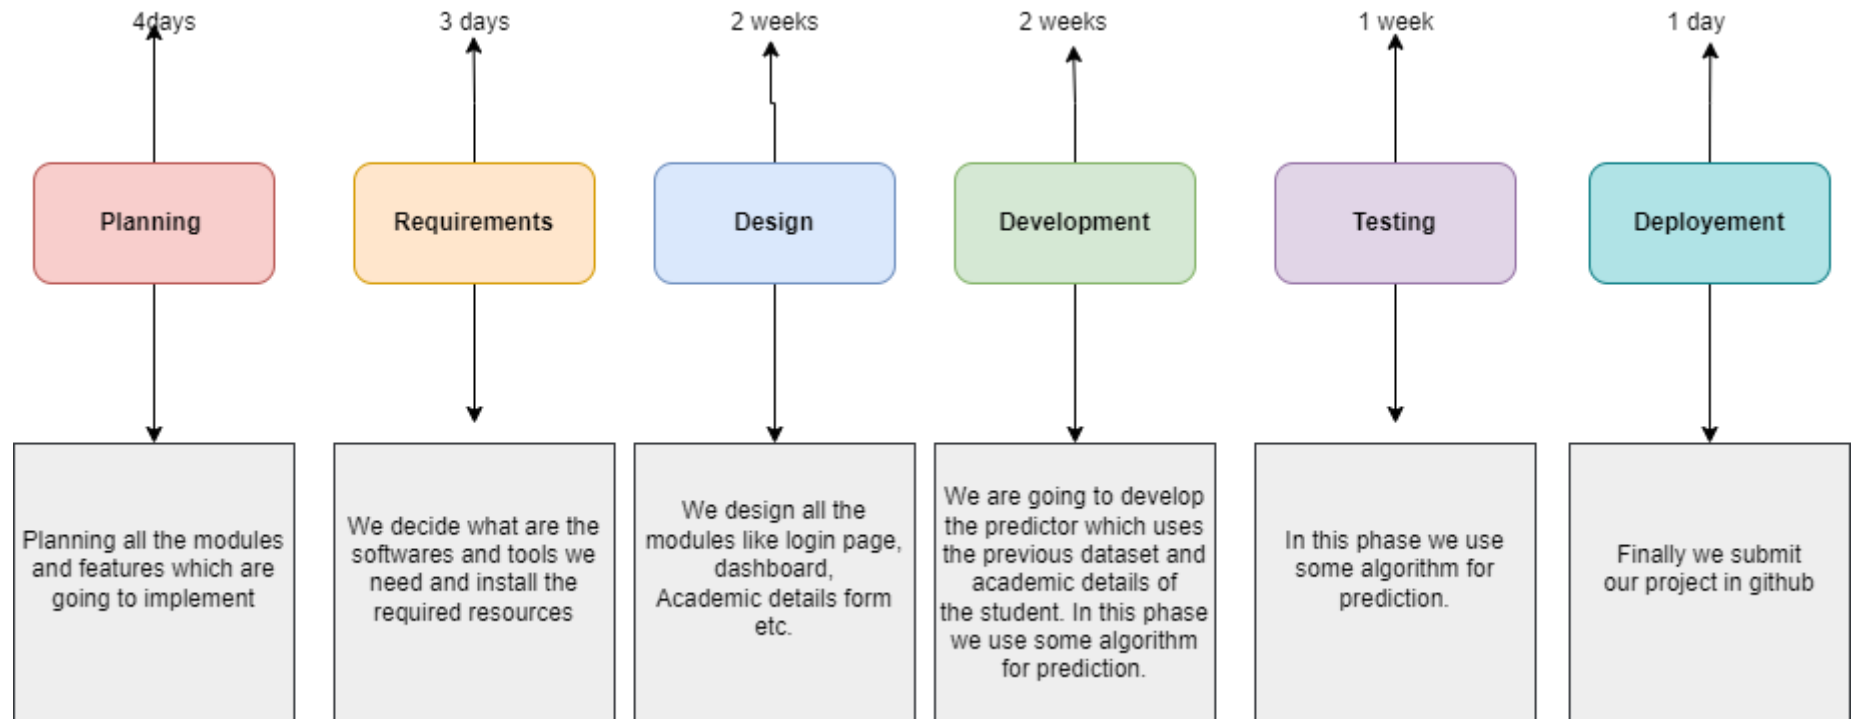 4days
3 days
2 weeks
2 weeks
1 week
1 day
Planning
Requirements
Design
Development
Testing
Deployement
Planning all the modules
and features which are
going to implement
We decide what are the
softwares and tools we
need and install the
required resources
We design all the
modules like login page,
dashboard,
Academic details form
etc.
We are going to develop
the predictor which uses
the previous dataset and
academic details of
the student. In this phase
we use some algorithm
for prediction.
In this phase we use
some algorithm for
prediction.
Finally we submit
our project in github